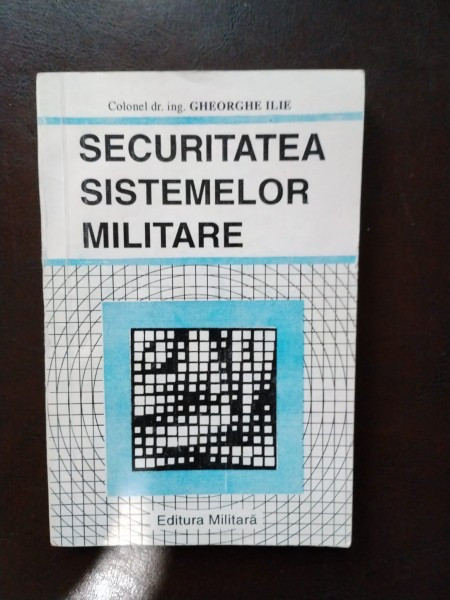 Colonel dr. ing. GHEORGHE ILIE
SECURITATEA
SISTEMELOR
MILITARE
Editura Militară